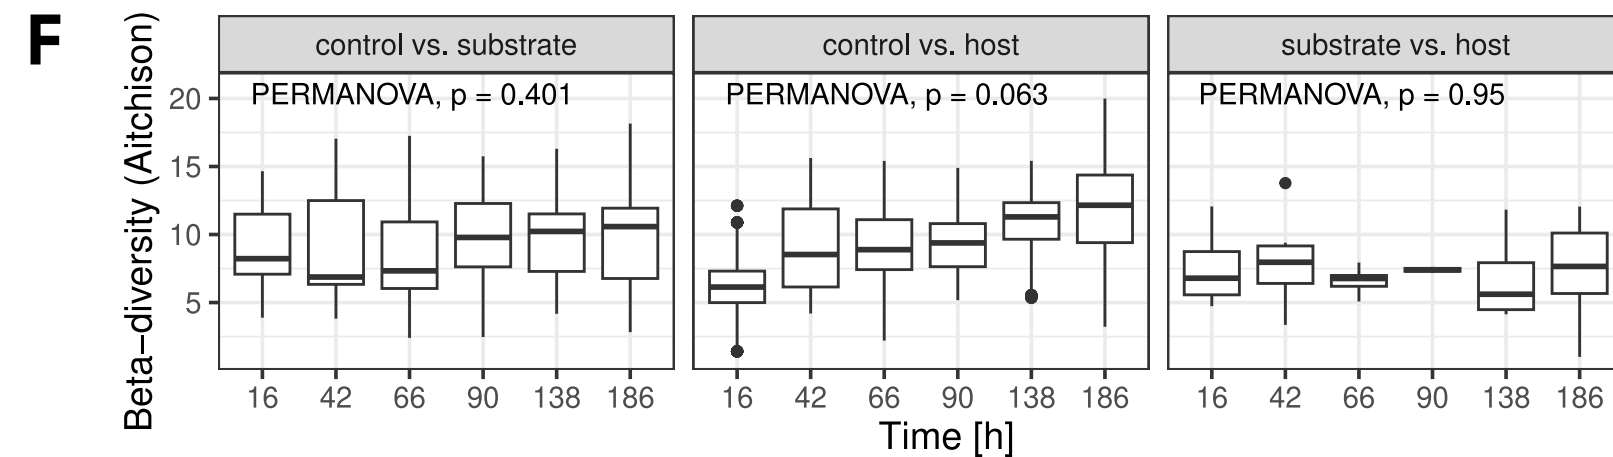 F
Beta−diversity (Aitchison)
control vs. substrate
control vs. host
substrate vs. host
PERMANOVA, p = 0.401
PERMANOVA, p = 0.063
PERMANOVA, p = 0.95
20
15
10
5
16 42 66 90 138 186
16 42 66 90 138 186
16 42 66 90 138 186
Time [h]